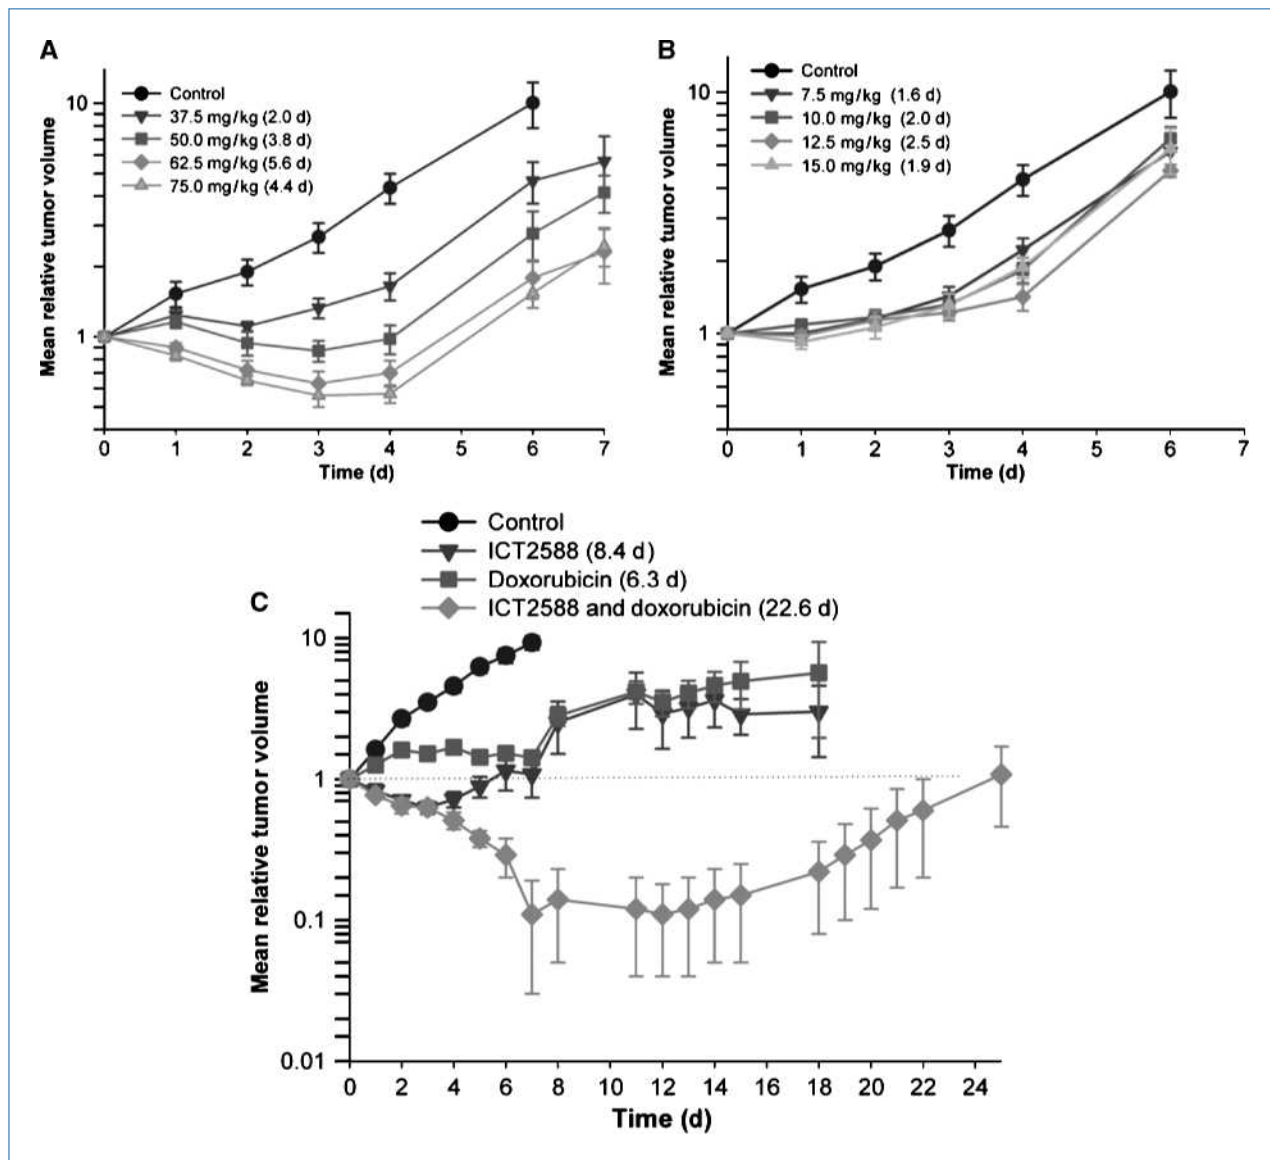 A
Control
37.5 mg/kg (2.0 d)
50.0 mg/kg (3.8 d)
62.5 mg/kg (5.6 d)
75.0 mg/kg (4.4 d)
Mean relative tumor volume
10
1
0 1 2 3 4 5 6 7
Time (d)
B
Control
7.5 mg/kg (1.6 d)
10.0 mg/kg (2.0 d)
12.5 mg/kg (2.5 d)
15.0 mg/kg (1.9 d)
Mean relative tumor volume
10
1
0 1 2 3 4 5 6 7
Time (d)
C
Control
ICT2588 (8.4 d)
Doxorubicin (6.3 d)
ICT2588 and doxorubicin (22.6 d)
Mean relative tumor volume
10
1
0.1
0.01
0 2 4 6 8 10 12 14 16 18 20 22 24
Time (d)